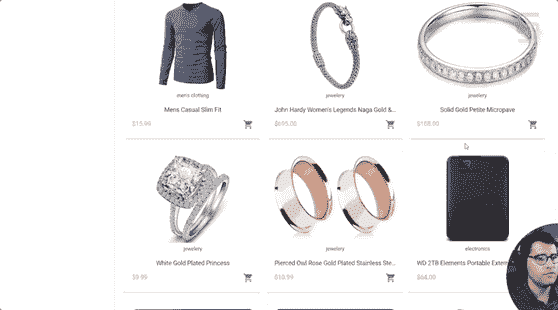 men's clothing
jewelery
jewelery
Mens Casual Slim Fit
John Hardy Women's Legends Naga Gold &...
Solid Gold Petite Micropave
$15.99
$695.00
$168.00
jewelery
jewelery
electronics
White Gold Plated Princess
Pierced Owl Rose Gold Plated Stainless Ste...
WD 2TB Elements Portable Exter
$9.99
$10.99
$64.00